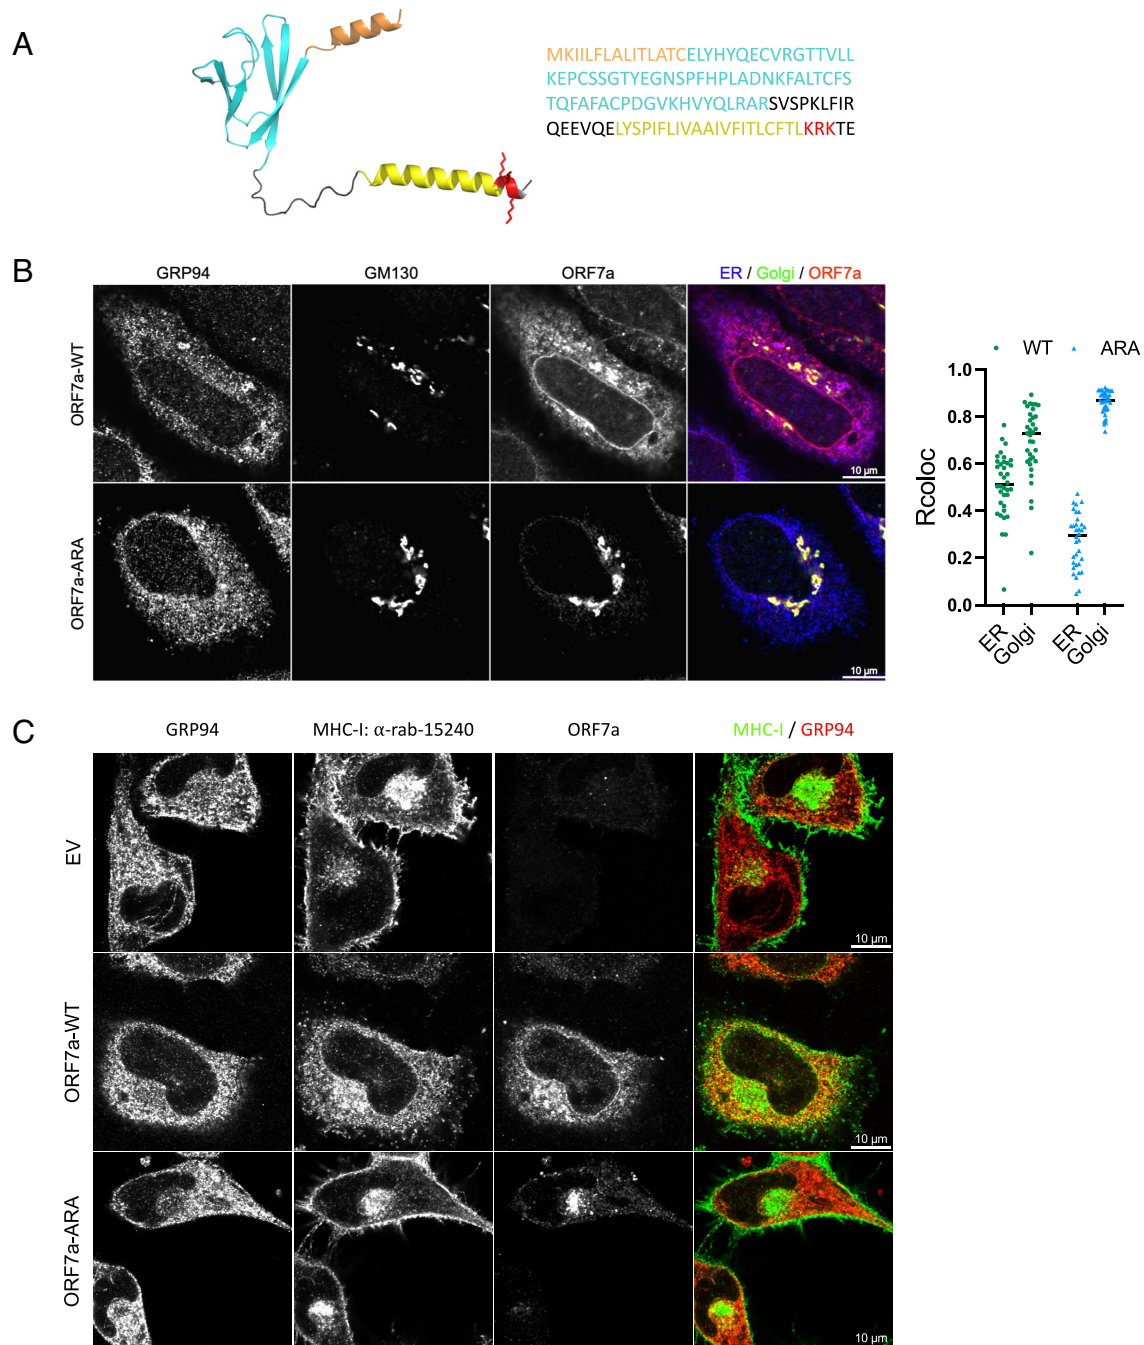 A
MKIILFLALITLATCELYHYQECVRGTTVLL
KEPCSSGTYEGNSPFHPLADNKFALTCFS
TQFAFACPDGVKHVYQLRARSVSPKLFIR
QEEVQELYSPIFLIVAAIVFITLCFTLKRKTE
B
GRP94 GM130 ORF7a ER / Golgi / ORF7a
ORF7a-WT
10 µm
ORF7a-ARA
10 µm
WT ARA
Rcoloc
1.0
0.8
0.6
0.4
0.2
0.0
ER Golgi ER Golgi
C
GRP94 MHC-I: α-rab-15240 ORF7a MHC-I / GRP94
EV
10 µm
ORF7a-WT
10 µm
ORF7a-ARA
10 µm